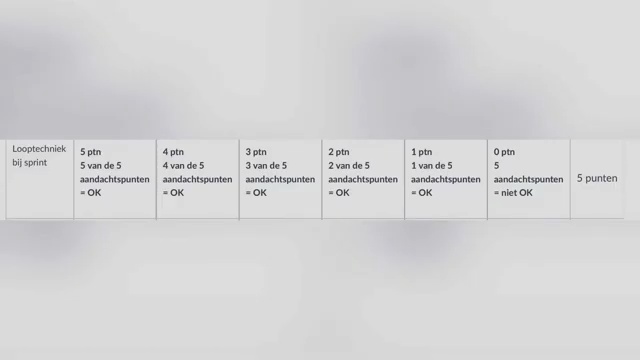 Looptechniek
bij sprint
5 ptn
5 van de 5
aandachtspunten
= OK
4 ptn
4 van de 5
aandachtspunten
= OK
3 ptn
3 van de 5
aandachtspunten
= OK
2 ptn
2 van de 5
aandachtspunten
= OK
1 ptn
1 van de 5
aandachtspunten
= OK
0 ptn
5
aandachtspunten
= niet OK
5 punten